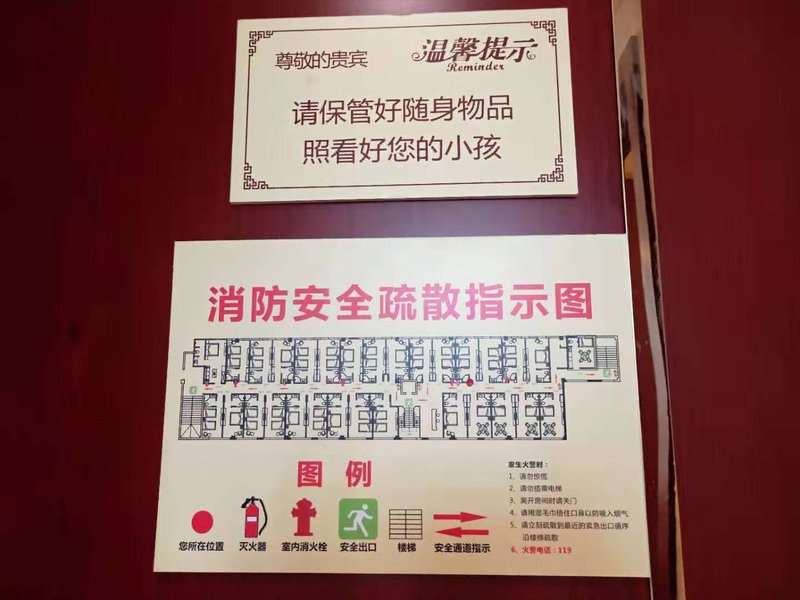 尊敬的贵宾
温馨提示
Reminder
请保管好随身物品
照看好您的小孩
消防安全疏散指示图
图 例
您所在位置 灭火器 室内消火栓 安全出口 楼梯 安全通道指示
发生火警时：
1、请勿惊慌
2、请勿搭乘电梯
3、离开房间时请关门
4、请用湿毛巾捂住口鼻以防吸入烟气
5、请立刻疏散到最近的紧急出口循序
沿楼梯疏散
6、火警电话：119